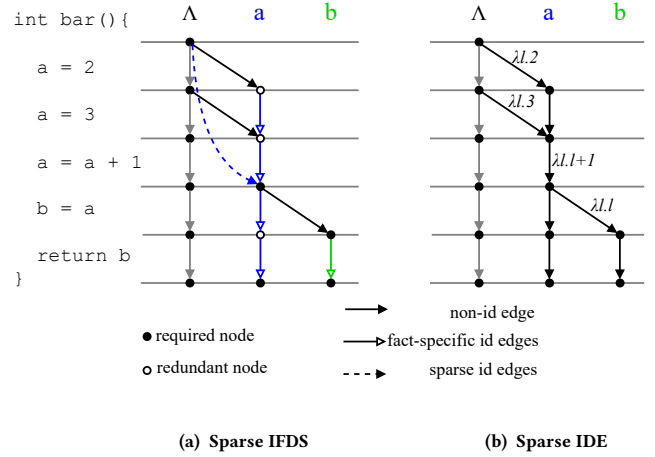 int bar(){
Λ a b
Λ a b
a = 2
λl.2
a = 3
λl.3
a = a + 1
λl.l+1
b = a
λl.l
return b
}
required node
redundant node
non-id edge
fact-specific id edges
sparse id edges
(a) Sparse IFDS
(b) Sparse IDE